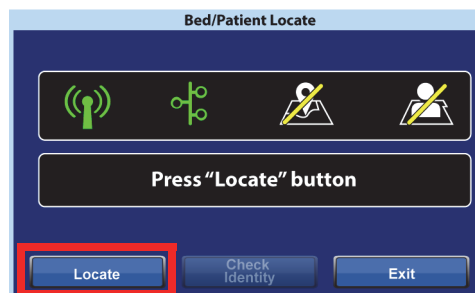 Bed/Patient Locate
Press “Locate” button
Locate
Check
Identity
Exit